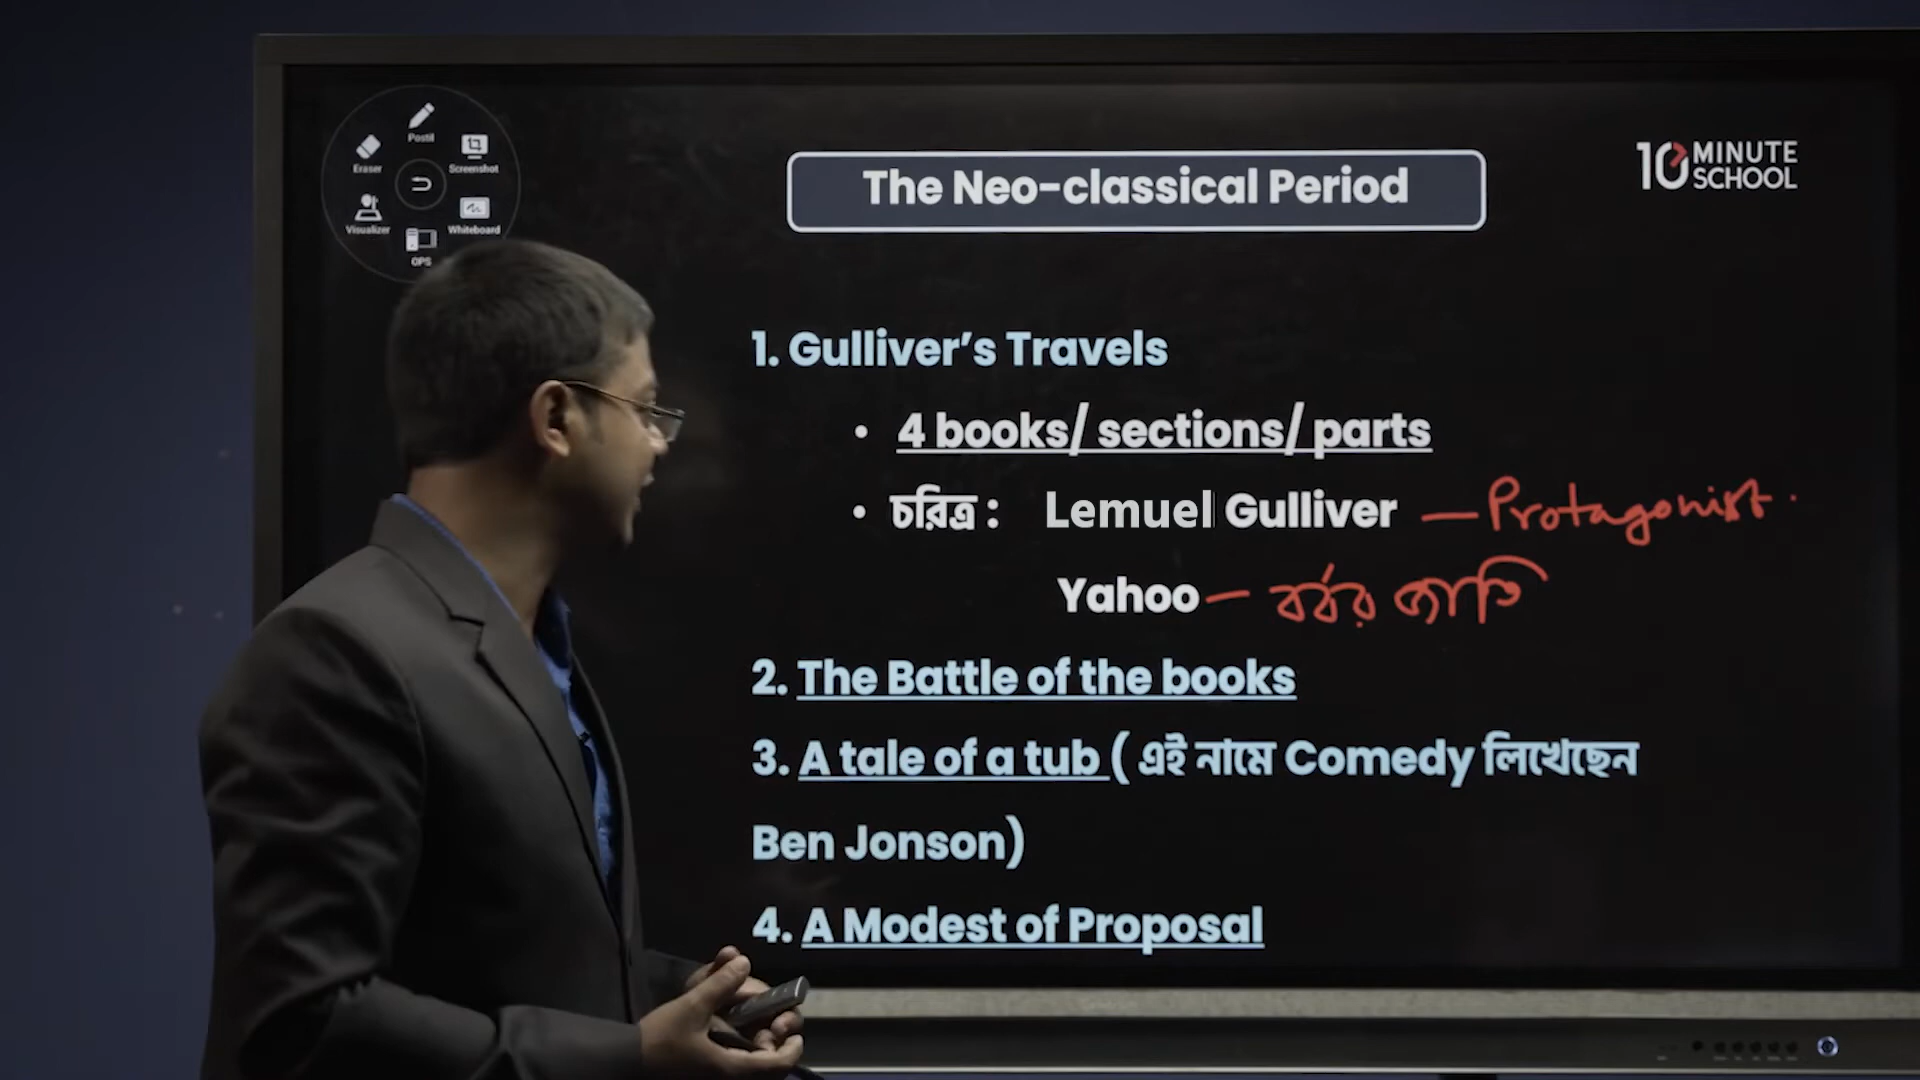 Postil
Eraser
Screenshot
Visualizer
Whiteboard
OPS
The Neo-classical Period
10 MINUTE SCHOOL
1. Gulliver's Travels
• 4 books/ sections/ parts
• চরিত্র : Lemuel Gulliver — Protagonist.
Yahoo — বর্বর জাতি
2. The Battle of the books
3. A tale of a tub ( এই নামে Comedy লিখেছেন
Ben Jonson)
4. A Modest of Proposal